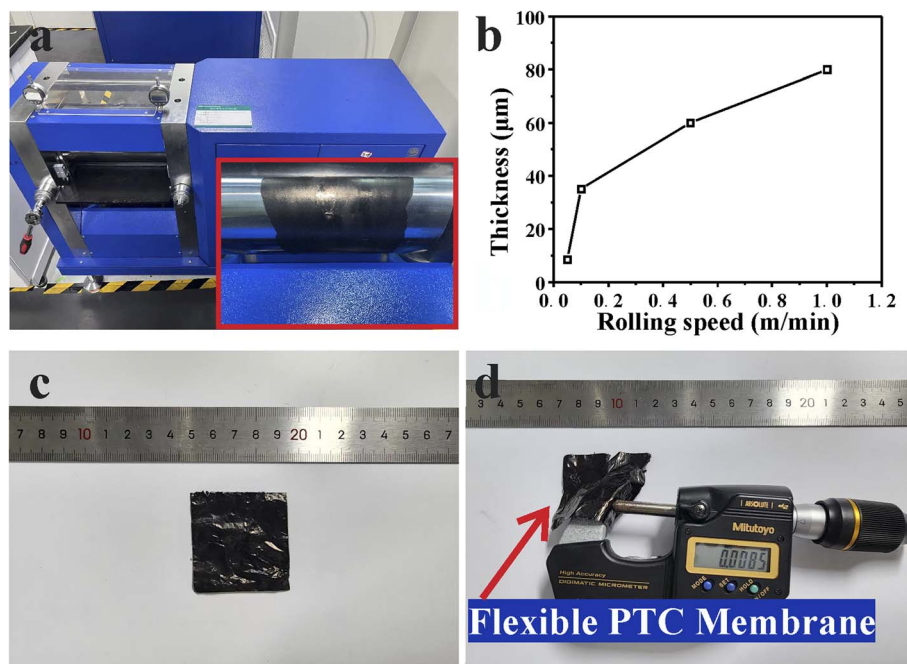 a
b
100
80
60
40
20
0
Thickness (μm)
0.0 0.2 0.4 0.6 0.8 1.0 1.2
Rolling speed (m/min)
c
7 8 9 10 1 2 3 4 5 6 7 8 9 20 1 2 3 4 5 6 7
d
3 4 5 6 7 8 9 10 1 2 3 4 5 6 7 8 9 20 1 2 3 4 5
ABSOLUTE
Mitutoyo
0.0085
MODE SET HOLD
High Accuracy
DIGIMATIC MICROMETER
Flexible PTC Membrane